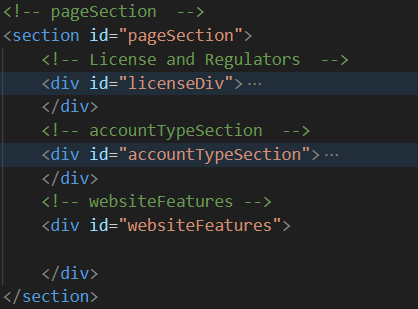 <!-- pageSection  -->
<section id="pageSection">
    <!-- License and Regulators  -->
    <div id="licenseDiv">···
    </div>
    <!-- accountTypeSection  -->
    <div id="accountTypeSection">···
    </div>
    <!-- websiteFeatures -->
    <div id="websiteFeatures">

    </div>
</section>